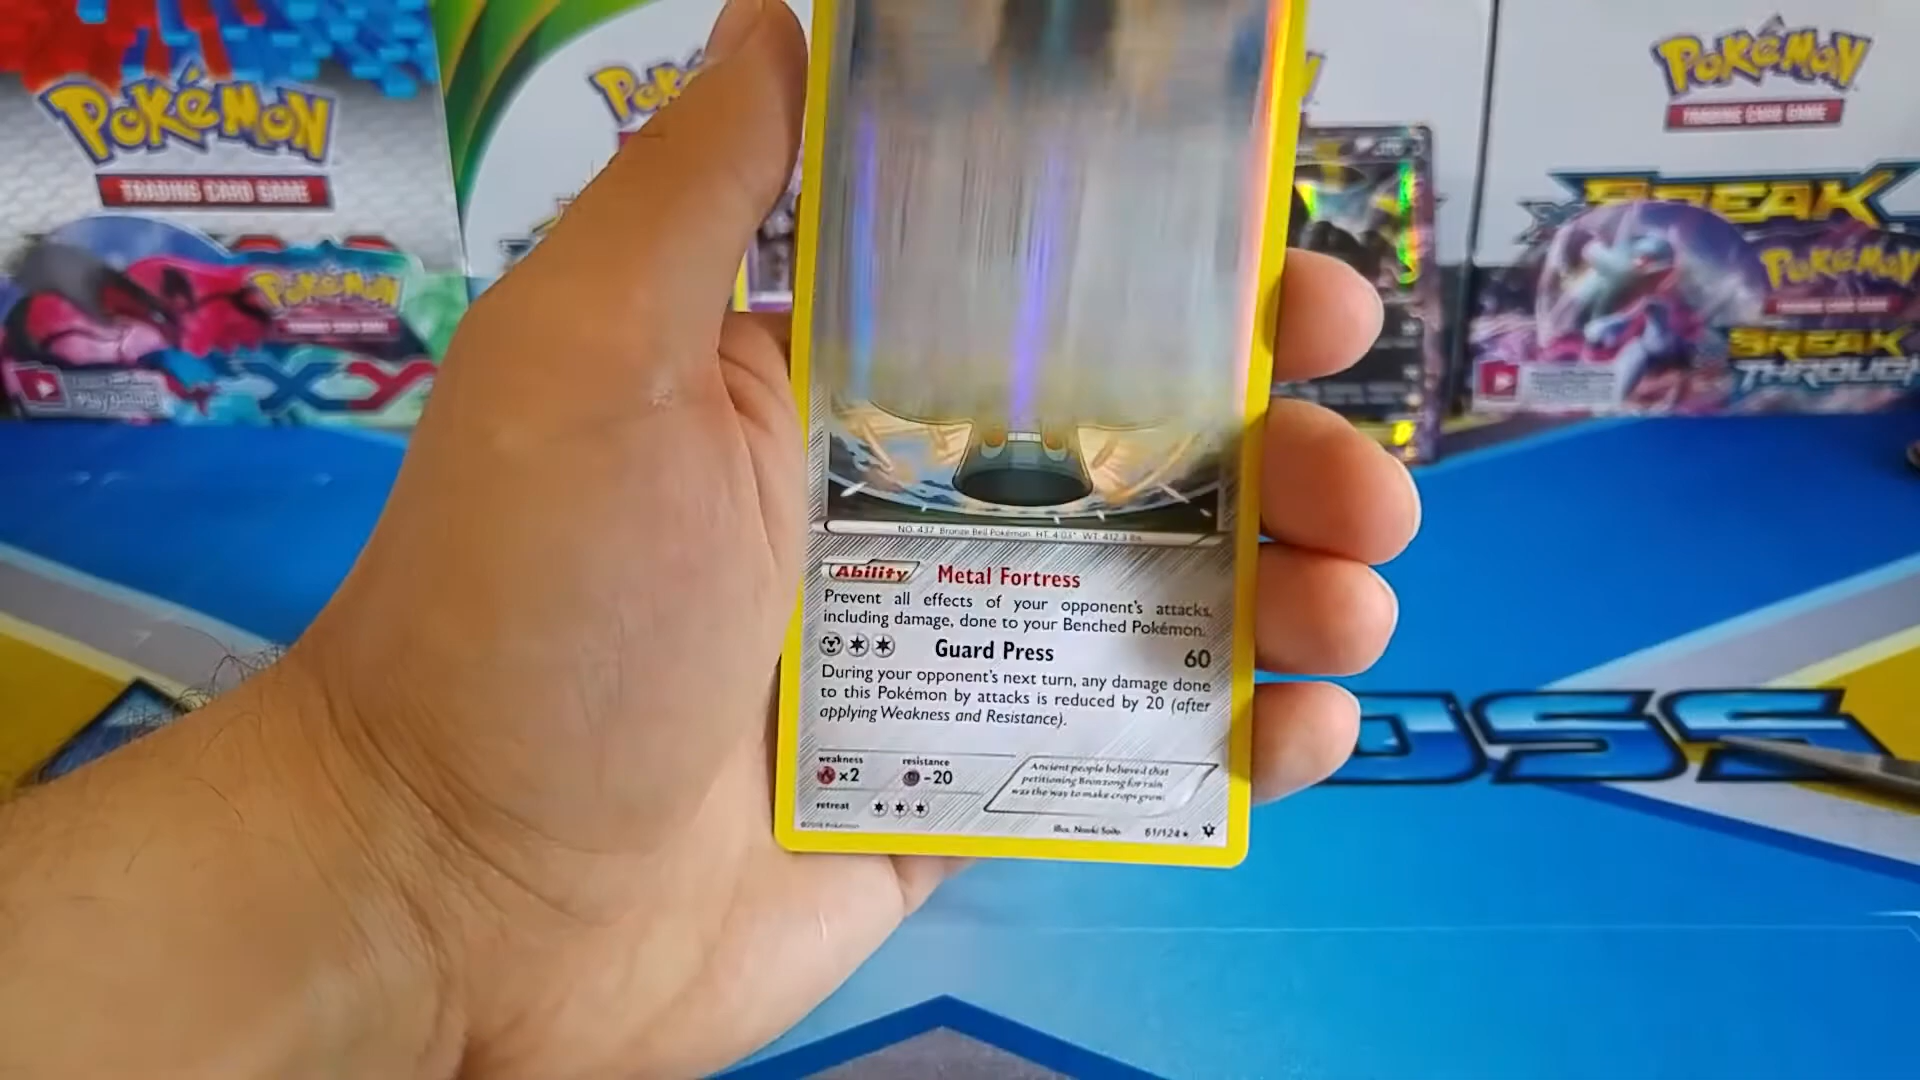 POKéMON
TRADING CARD GAME
POKéMON
TRADING CARD GAME
BREAK
POKéMON
XY
POKéMON
BREAK
THROUGH
NO. 437 Bronze Bell Pokémon HT: 4'03" WT: 412.3 lbs.
Ability Metal Fortress
Prevent all effects of your opponent's attacks,
including damage, done to your Benched Pokémon.
Guard Press 60
During your opponent's next turn, any damage done
to this Pokémon by attacks is reduced by 20 (after
applying Weakness and Resistance).
weakness resistance
×2 -20
retreat
Ancient people believed that
petitioning Bronzong for rain
was the way to make crops grow.
Illus. Naoki Saito 61/124